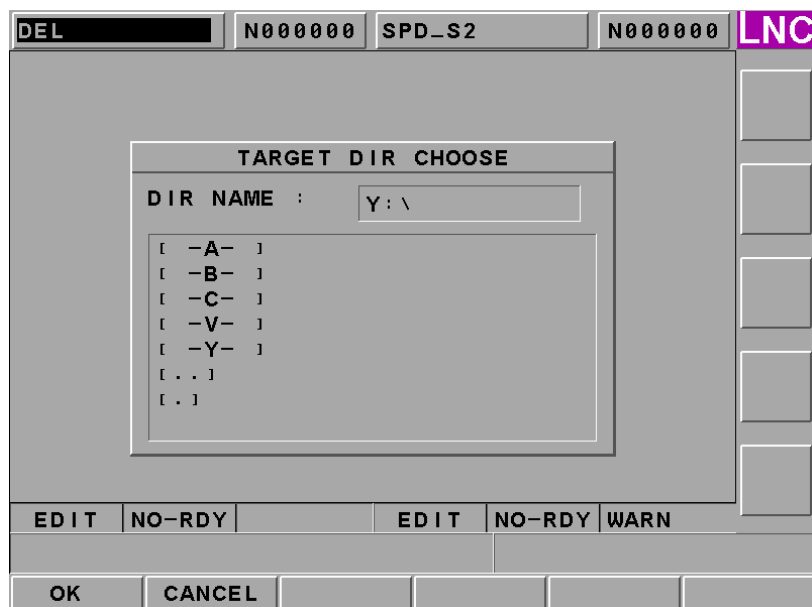 DEL N000000 SPD_S2 N000000 LNC
TARGET DIR CHOOSE
DIR NAME : Y:\
[ -A- ]
[ -B- ]
[ -C- ]
[ -V- ]
[ -Y- ]
[..]
[.]
EDIT NO-RDY EDIT NO-RDY WARN
OK CANCEL